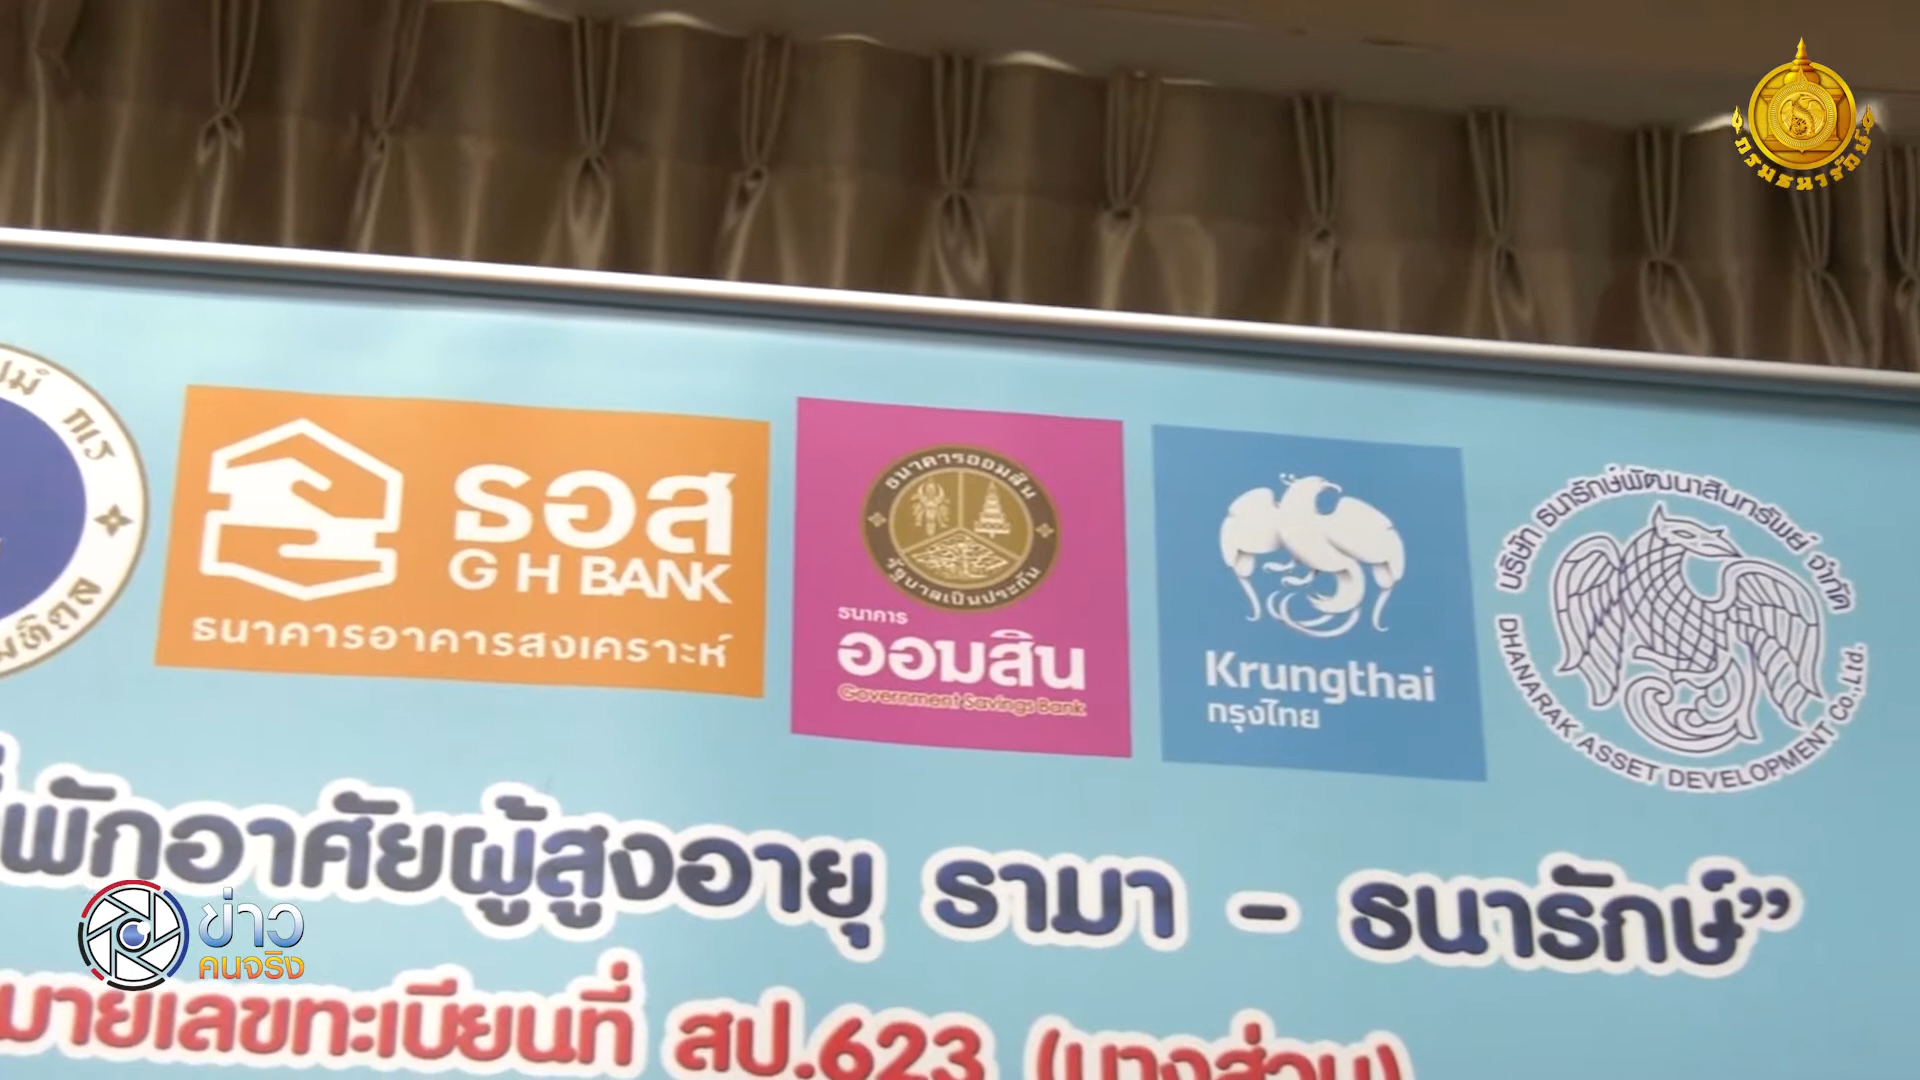 กรมธนารักษ์
ธอส
G H BANK
ธนาคารอาคารสงเคราะห์
ธนาคารออมสิน
รัฐบาลเป็นประกัน
ธนาคาร
ออมสิน
Government Savings Bank
Krungthai
กรุงไทย
บริษัท ธนารักษ์พัฒนาสินทรัพย์ จำกัด
DHANARAK ASSET DEVELOPMENT Co.,Ltd.
พักอาศัยผู้สูงอายุ รามา - ธนารักษ์”
มายเลขทะเบียนที่ สป.623 (บางส่วน)
ข่าว
คนจริง